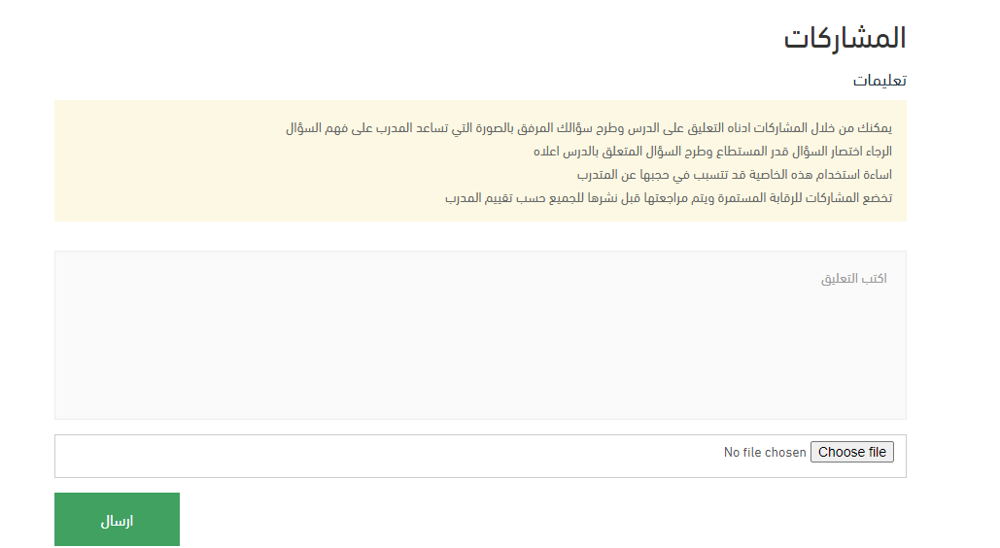 المشاركات
تعليمات
يمكنك من خلال المشاركات ادناه التعليق على الدرس وطرح سؤالك المرفق بالصورة التي تساعد المدرب على فهم السؤال
الرجاء اختصار السؤال قدر المستطاع وطرح السؤال المتعلق بالدرس اعلاه
اساءة استخدام هذه الخاصية قد تتسبب في حجبها عن المتدرب
تخضع المشاركات للرقابة المستمرة ويتم مراجعتها قبل نشرها للجميع حسب تقييم المدرب
اكتب التعليق
Choose file No file chosen
ارسال